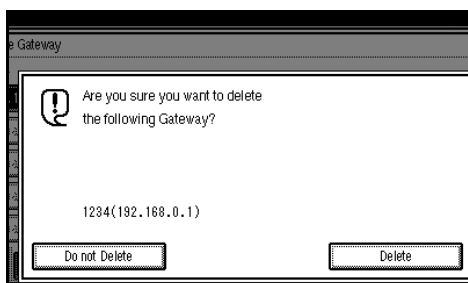 e Gateway
Are you sure you want to delete
the following Gateway?
1234(192.168.0.1)
Do not Delete
Delete